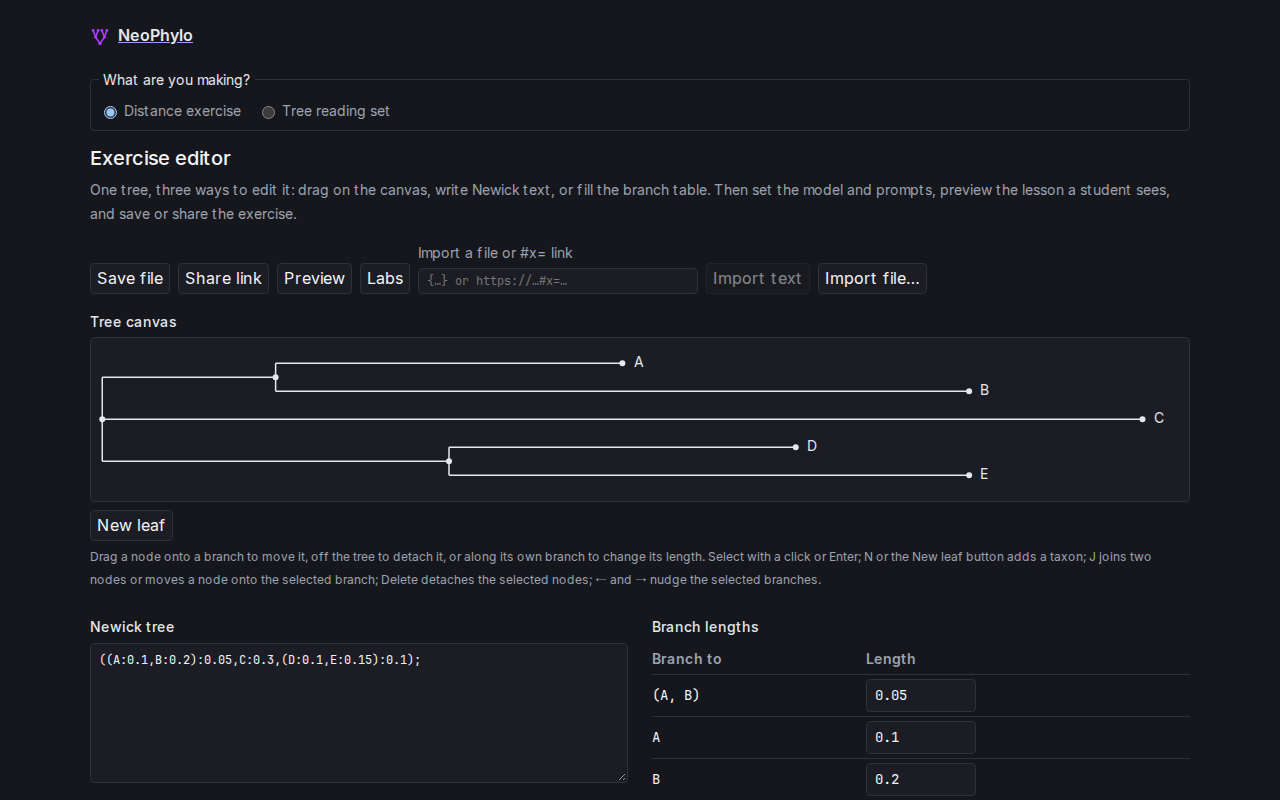 NeoPhylo
What are you making?
Distance exercise
Tree reading set
Exercise editor
One tree, three ways to edit it: drag on the canvas, write Newick text, or fill the branch table. Then set the model and prompts, preview the lesson a student sees,
and save or share the exercise.
Import a file or #x= link
Save file
Share link
Preview
Labs
{…} or https://…#x=…
Import text
Import file…
Tree canvas
A
B
C
D
E
New leaf
Drag a node onto a branch to move it, off the tree to detach it, or along its own branch to change its length. Select with a click or Enter; N or the New leaf button adds a taxon; J joins two
nodes or moves a node onto the selected branch; Delete detaches the selected nodes; ← and → nudge the selected branches.
Newick tree
((A:0.1,B:0.2):0.05,C:0.3,(D:0.1,E:0.15):0.1);
Branch lengths
Branch to
Length
(A, B)
0.05
A
0.1
B
0.2